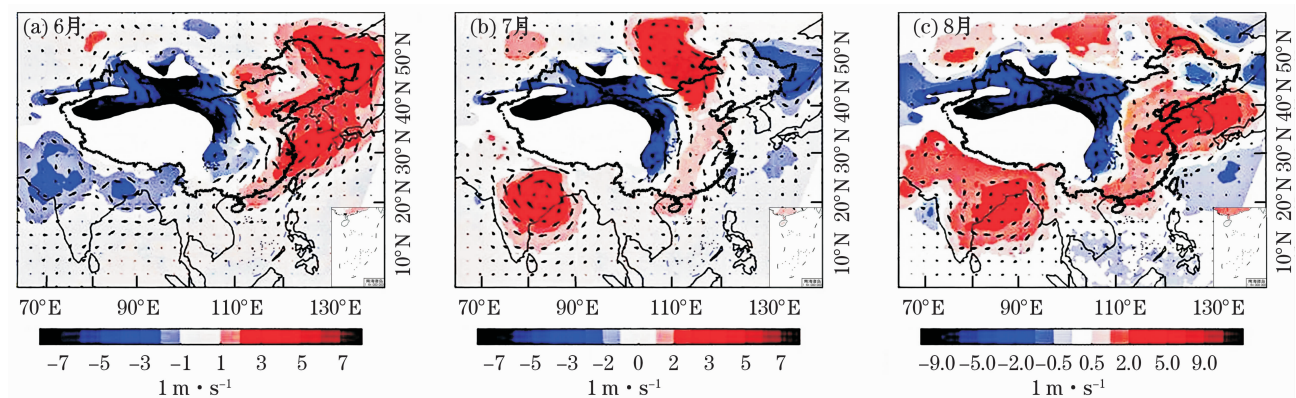 (a) 6月
50°N
40°N
30°N
20°N
10°N
70°E 90°E 110°E 130°E
−7 −5 −3 −1 1 3 5 7
1 m · s⁻¹
(b) 7月
50°N
40°N
30°N
20°N
10°N
70°E 90°E 110°E 130°E
−7 −5 −3 −2 0 2 3 5 7
1 m · s⁻¹
(c) 8月
50°N
40°N
30°N
20°N
10°N
70°E 90°E 110°E 130°E
−9.0 −5.0 −2.0 −0.5 0.5 2.0 5.0 9.0
1 m · s⁻¹